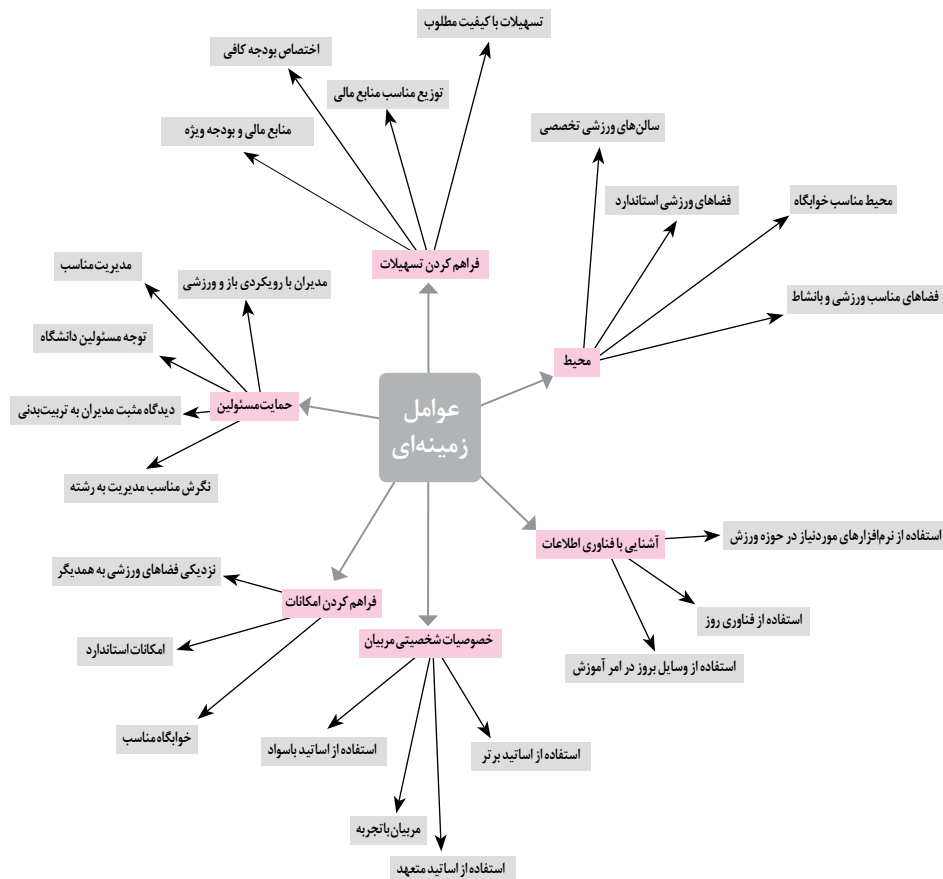 تسهیلات با کیفیت مطلوب
اختصاص بودجه کافی
توزیع مناسب منابع مالی
منابع مالی و بودجه ویژه
فراهم کردن تسهیلات
سالن‌های ورزشی تخصصی
فضاهای ورزشی استاندارد
محیط مناسب خوابگاه
فضاهای مناسب ورزشی و بانشاط
محیط
مدیریت مناسب
مدیران با رویکردی باز و ورزشی
توجه مسئولین دانشگاه
دیدگاه مثبت مدیران به تربیت‌بدنی
نگرش مناسب مدیریت به رشته
حمایت مسئولین
عوامل
زمینه‌ای
آشنایی با فناوری اطلاعات
استفاده از نرم‌افزارهای موردنیاز در حوزه ورزش
استفاده از فناوری روز
استفاده از وسایل بروز در امر آموزش
فراهم کردن امکانات
نزدیکی فضاهای ورزشی به همدیگر
امکانات استاندارد
خوابگاه مناسب
خصوصیات شخصیتی مربیان
استفاده از اساتید باسواد
استفاده از اساتید برتر
مربیان باتجربه
استفاده از اساتید متعهد